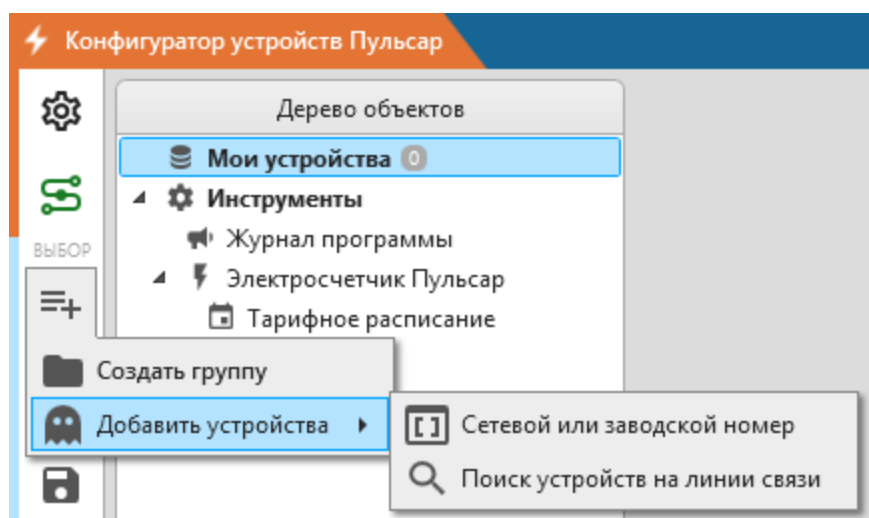 Конфигуратор устройств Пульсар
Дерево объектов
Мои устройства 0
Инструменты
ВЫБОР
Журнал программы
Электросчетчик Пульсар
Тарифное расписание
Создать группу
Добавить устройства
Сетевой или заводской номер
Поиск устройств на линии связи